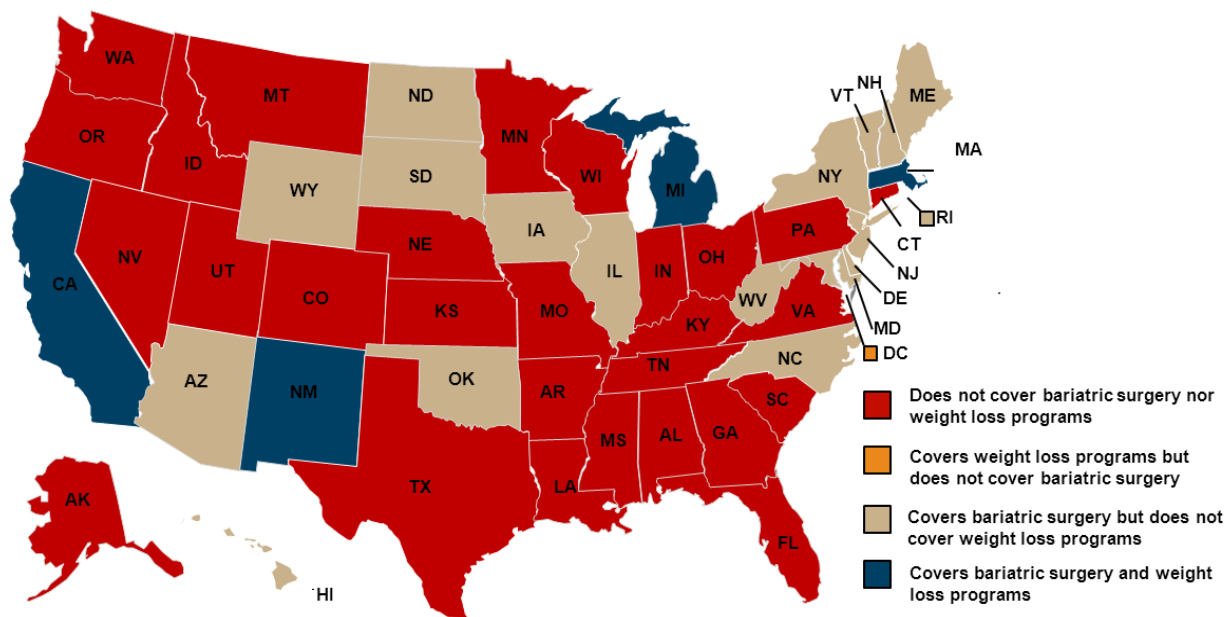 WA
MT
ND
MN
VT
NH
ME
OR
ID
WY
SD
WI
MI
NY
MA
NV
UT
CO
NE
IA
IL
IN
OH
PA
RI
CT
NJ
CA
KS
MO
KY
WV
VA
DE
MD
DC
AZ
NM
OK
AR
TN
NC
SC
TX
LA
MS
AL
GA
FL
AK
HI
Does not cover bariatric surgery nor
weight loss programs
Covers weight loss programs but
does not cover bariatric surgery
Covers bariatric surgery but does not
cover weight loss programs
Covers bariatric surgery and weight
loss programs